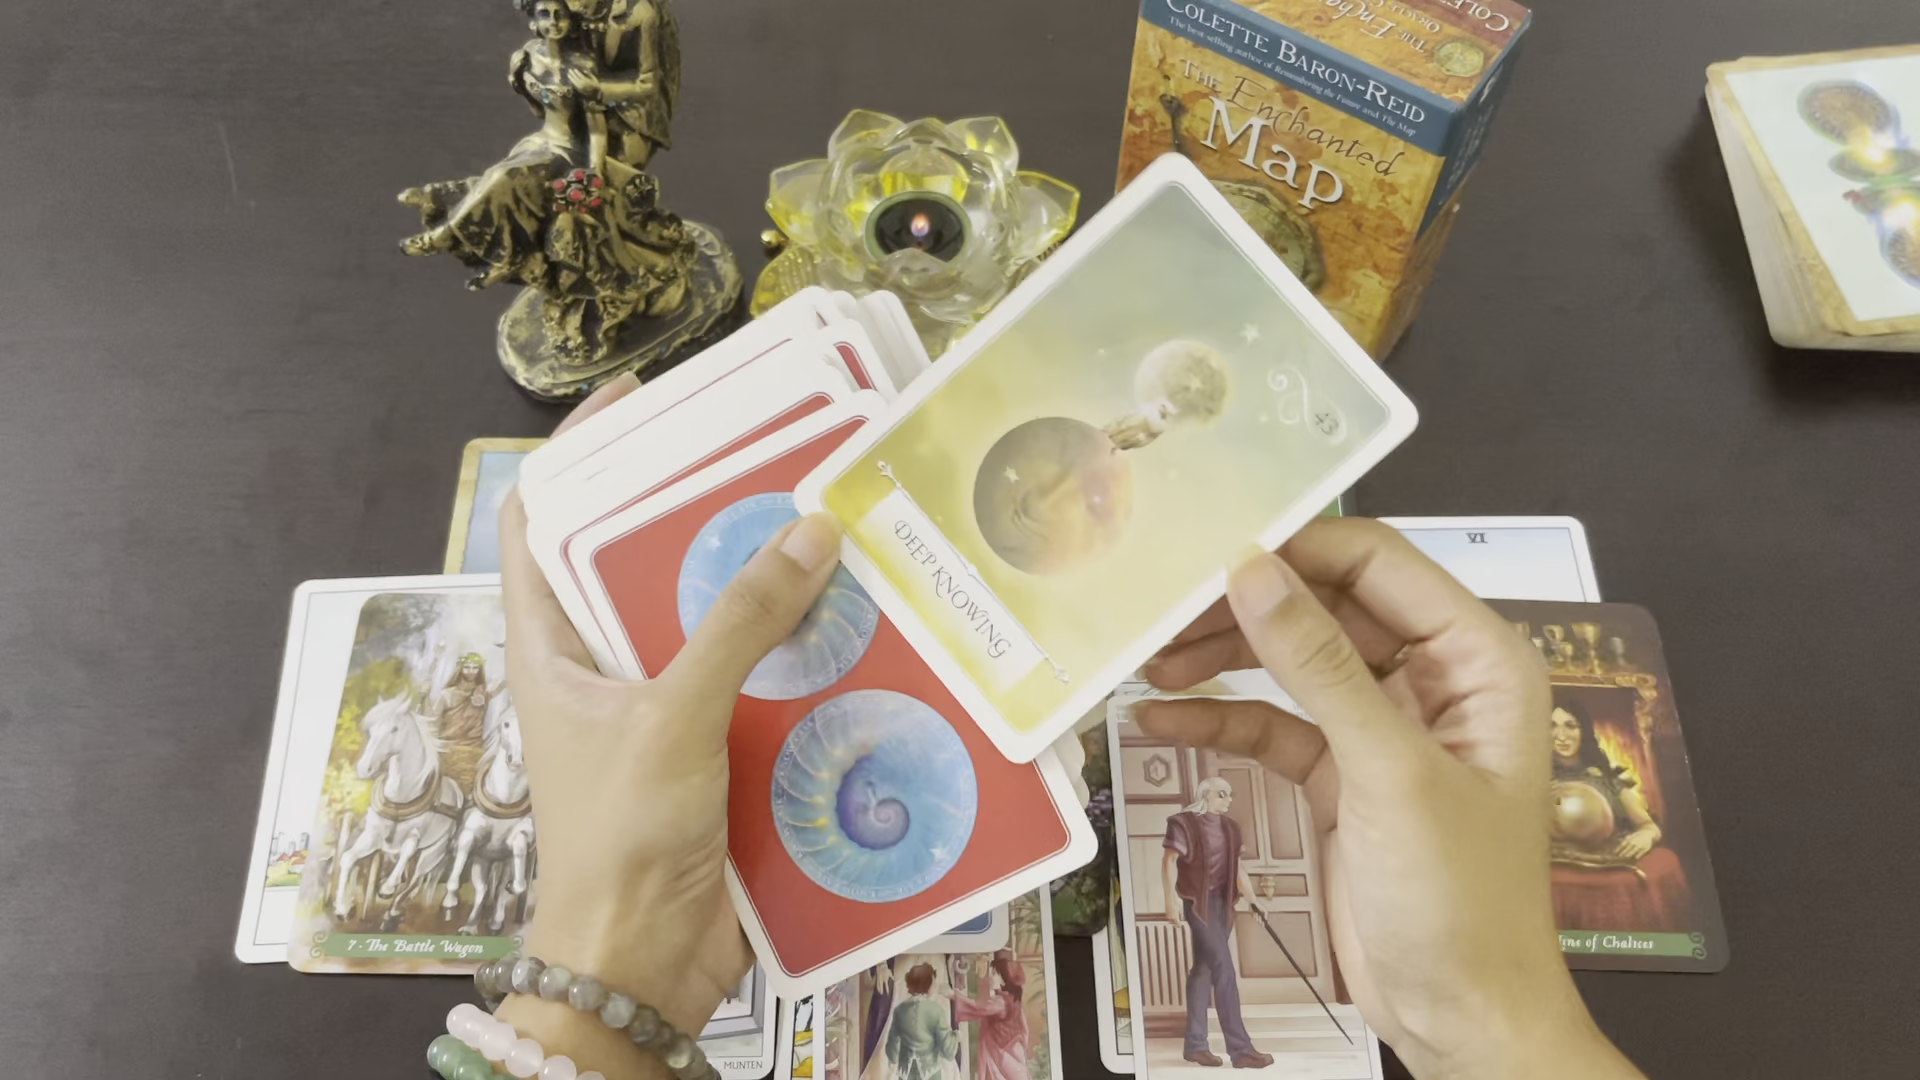 COLETTE BARON-REID
The best-selling author of Remembering the Future and The Map
THE Enchanted
Map
43
DEEP KNOWING
VI
7 - The Battle Wagon
Nine of Chalices
MUNTEN